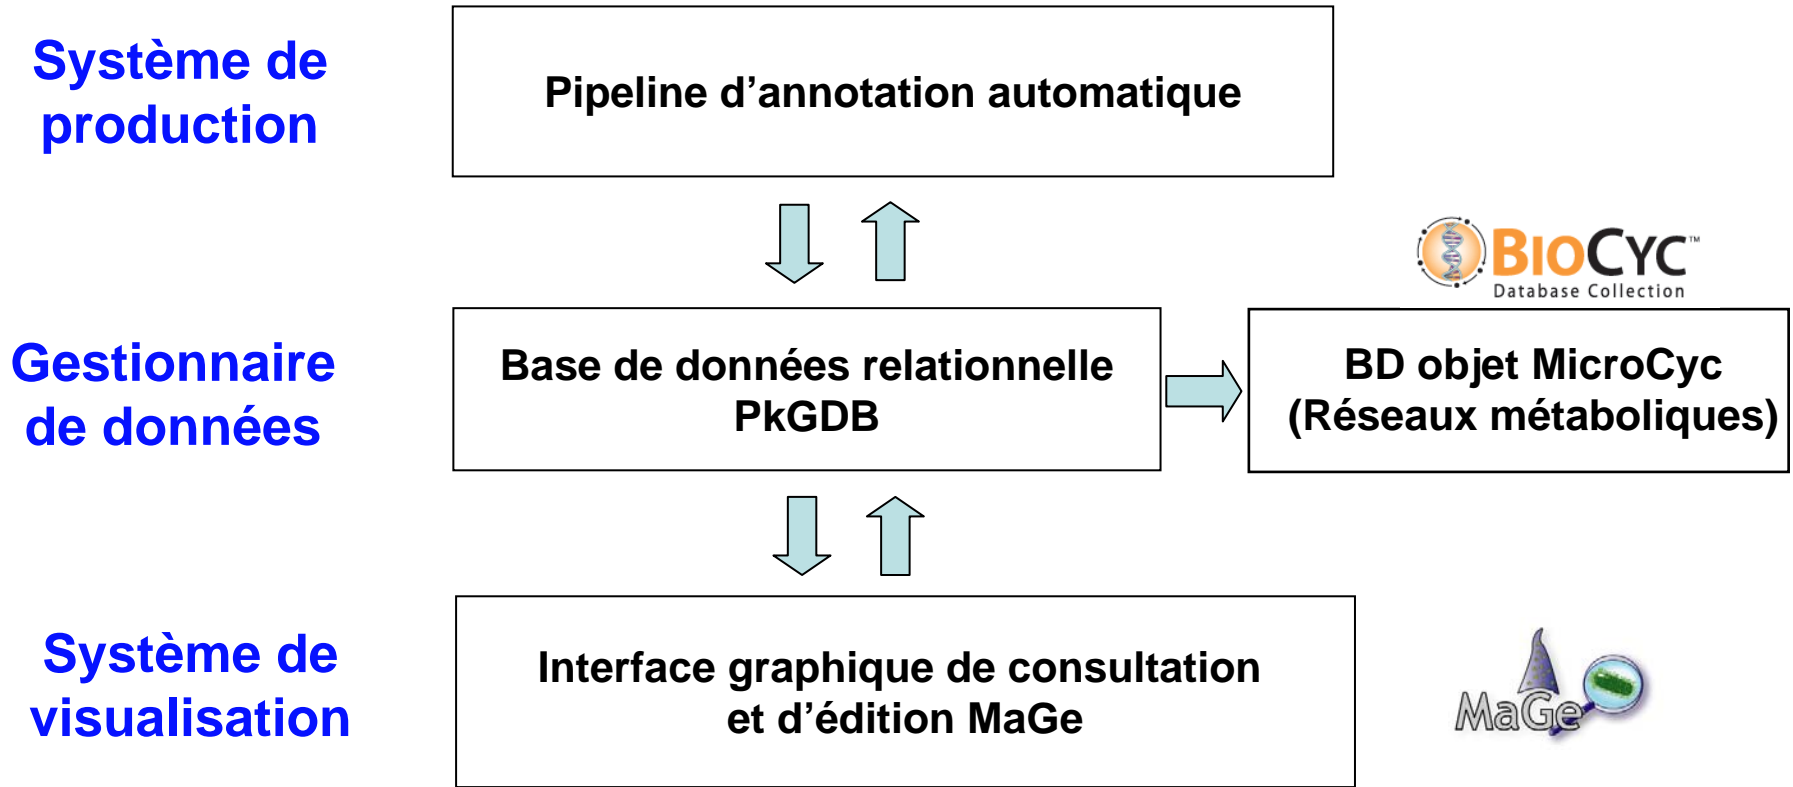 Système de
production
Pipeline d’annotation automatique
BIOCYC™
Database Collection
Gestionnaire
de données
Base de données relationnelle
PkGDB
BD objet MicroCyc
(Réseaux métaboliques)
Système de
visualisation
Interface graphique de consultation
et d’édition MaGe
MaGe